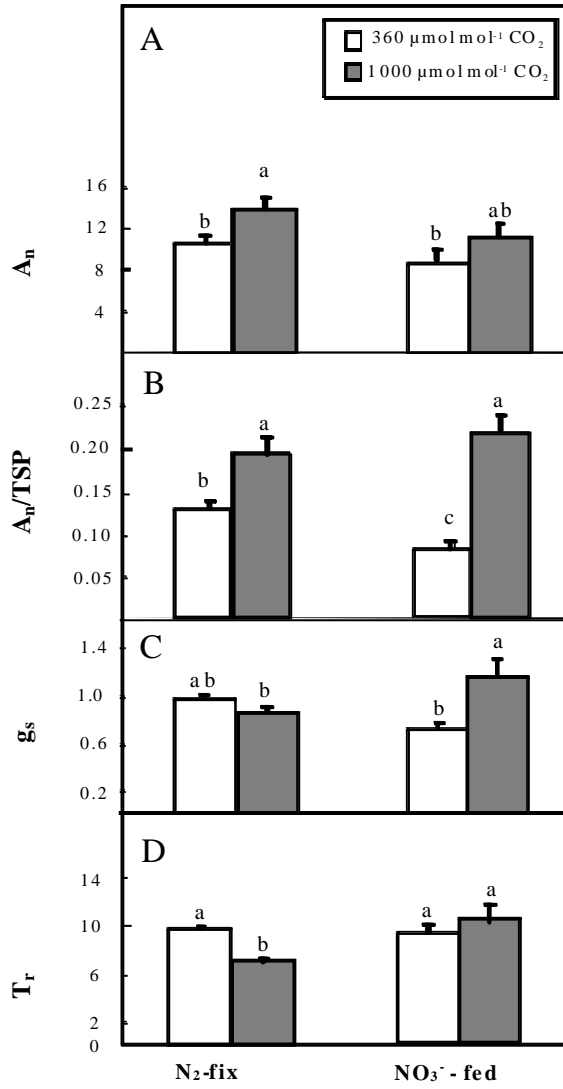 A
360 µmol mol⁻¹ CO₂
1000 µmol mol⁻¹ CO₂
16
12
8
4
Aₙ
b
a
b
ab
B
0.25
0.20
0.15
0.10
0.05
Aₙ/TSP
b
a
c
a
C
1.4
1.0
0.6
0.2
gₛ
ab
b
b
a
D
14
10
6
2
0
Tᵣ
a
b
a
a
N₂-fix
NO₃⁻ - fed